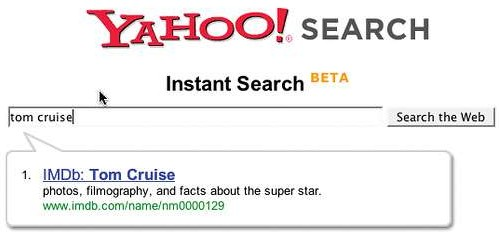 YAHOO!® SEARCH
Instant Search BETA
tom cruise Search the Web
1. IMDb: Tom Cruise
photos, filmography, and facts about the super star.
www.imdb.com/name/nm0000129